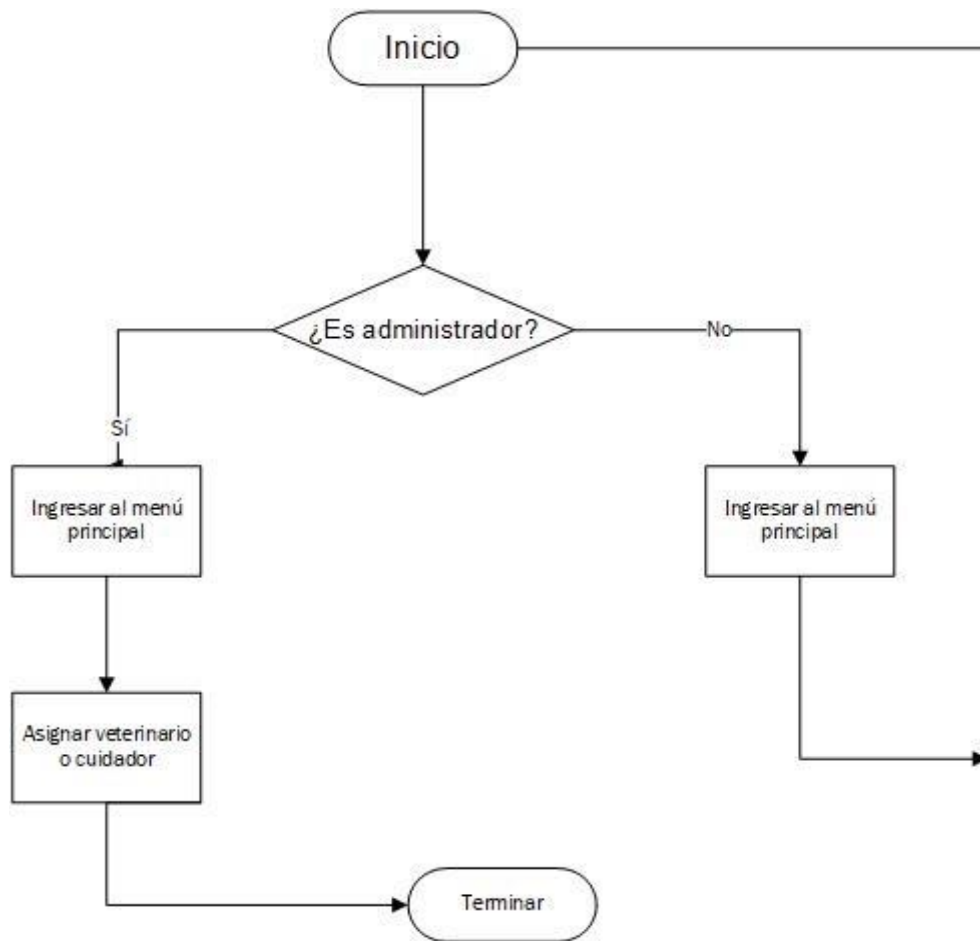 Inicio
¿Es administrador?
No
Sí
Ingresar al menú
principal
Ingresar al menú
principal
Asignar veterinario
o cuidador
Terminar